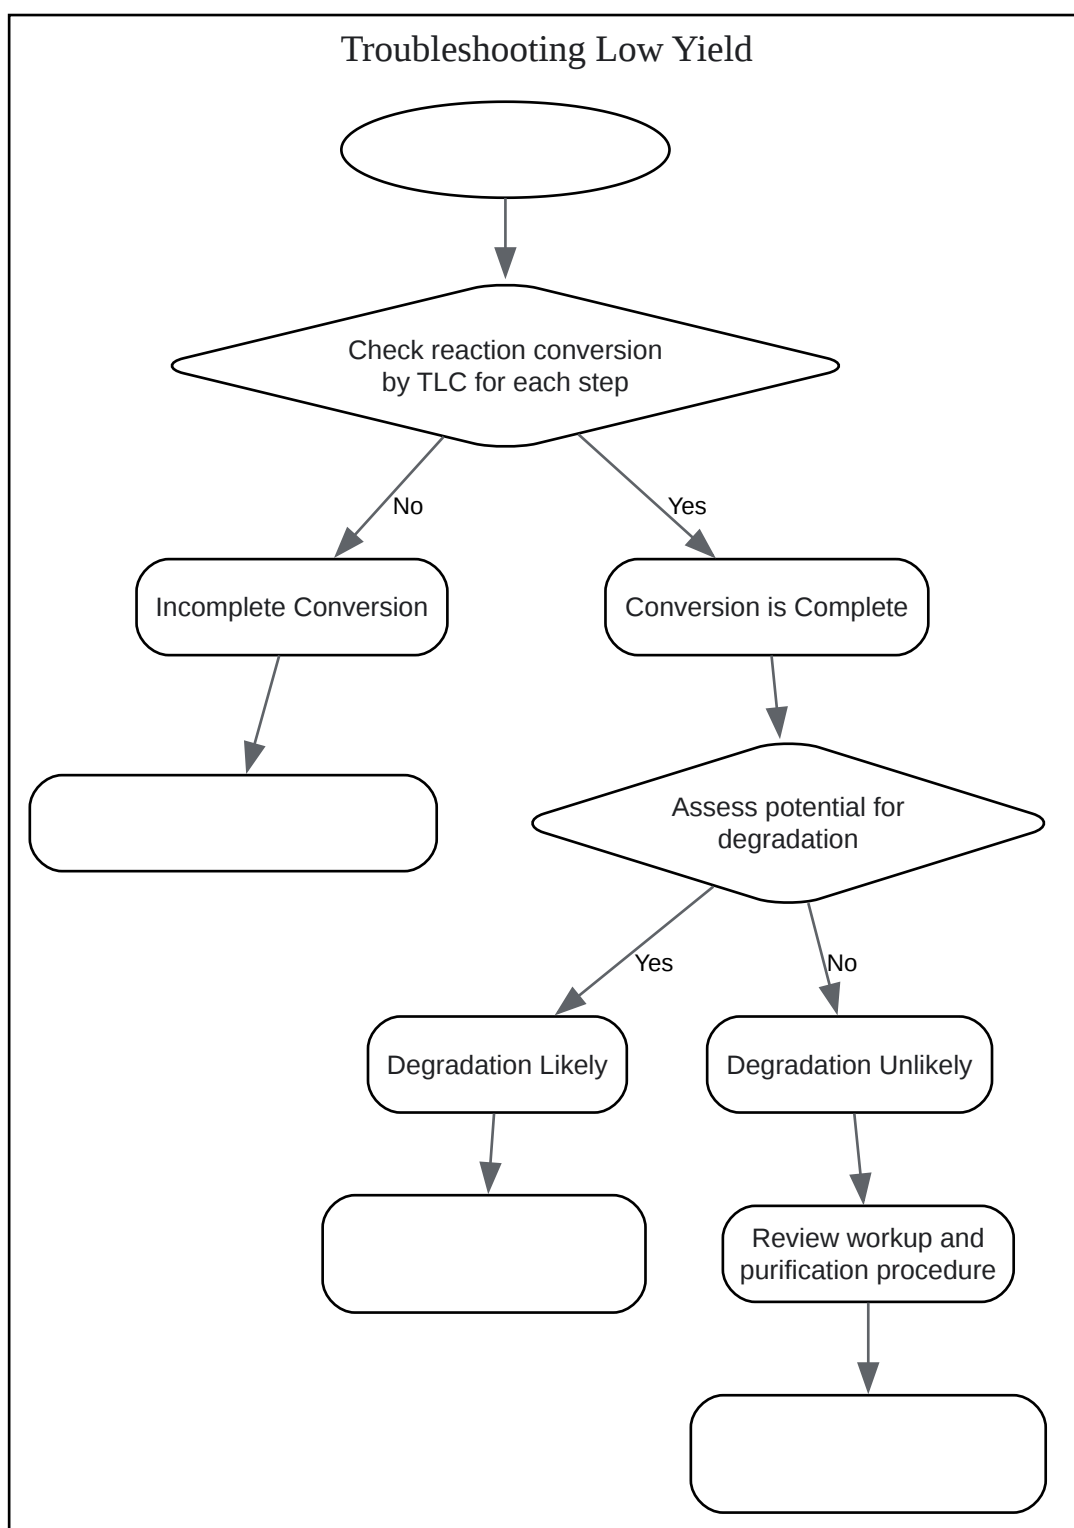 Troubleshooting Low Yield
Check reaction conversion
by TLC for each step
No
Yes
Incomplete Conversion
Conversion is Complete
Assess potential for
degradation
Yes
No
Degradation Likely
Degradation Unlikely
Review workup and
purification procedure